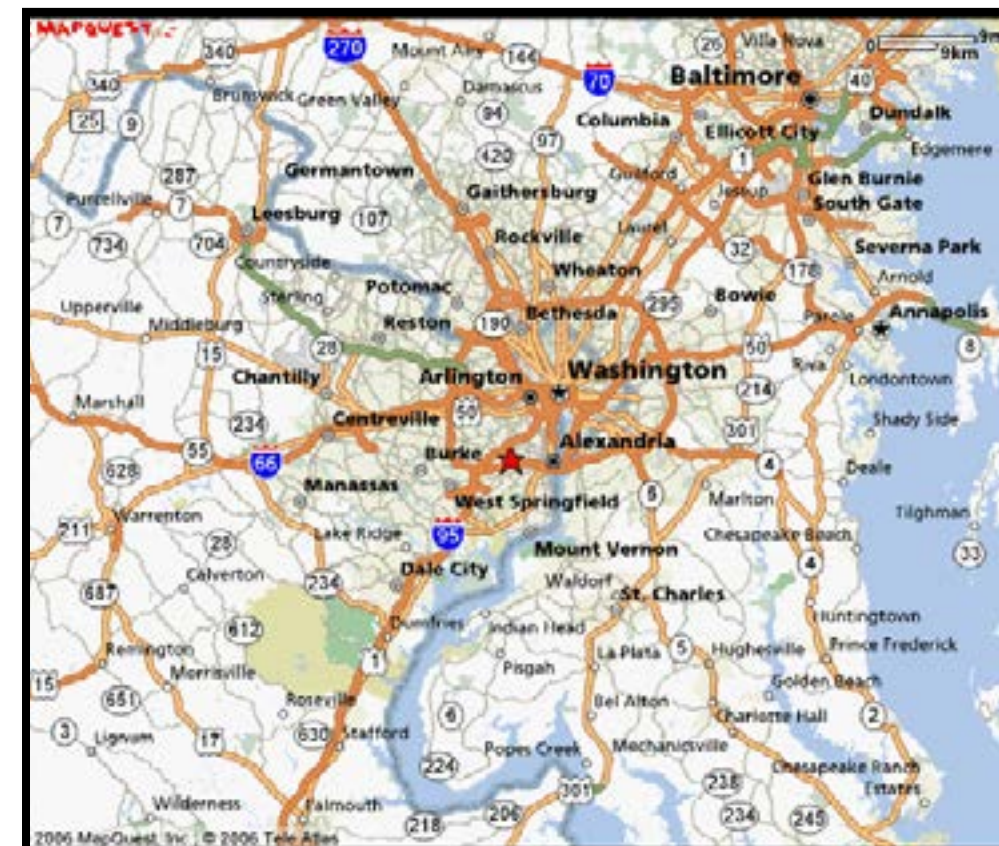 MAPQUEST
340
270
Mount Airy
144
26
Villa Nova
0
9m
9km
340
Brunswick
Green Valley
Damascus
70
Baltimore
40
25
9
94
Columbia
Ellicott City
Dundalk
97
420
1
Edgemere
287
Germantown
Gaithersburg
Guilford
Jessup
Glen Burnie
Purcellville
7
Leesburg
107
South Gate
7
734
704
Rockville
Laurel
32
Severna Park
Countryside
Wheaton
178
Arnold
Sterling
Potomac
295
Bowie
Upperville
Middleburg
Reston
190
Bethesda
Parole
Annapolis
15
28
50
8
Chantilly
Arlington
Washington
Riva
Londontown
Marshall
234
Centreville
50
214
Shady Side
55
66
Burke
Alexandria
301
628
Manassas
4
Deale
West Springfield
5
Marlton
211
Warrenton
Lake Ridge
95
Tilghman
28
Mount Vernon
Chesapeake Beach
33
Calverton
234
Dale City
Waldorf
4
687
St. Charles
612
Dumfries
Indian Head
Huntingtown
Remington
1
Pisgah
La Plata
5
Hughesville
Prince Frederick
15
Morrisville
651
Roseville
6
Bel Alton
Golden Beach
3
Lignum
17
630
Stafford
Charlotte Hall
2
224
Popes Creek
Mechanicsville
Chesapeake Ranch
Estates
Wilderness
Falmouth
301
238
218
206
234
245
2006 MapQuest, Inc.; © 2006 Tele Atlas